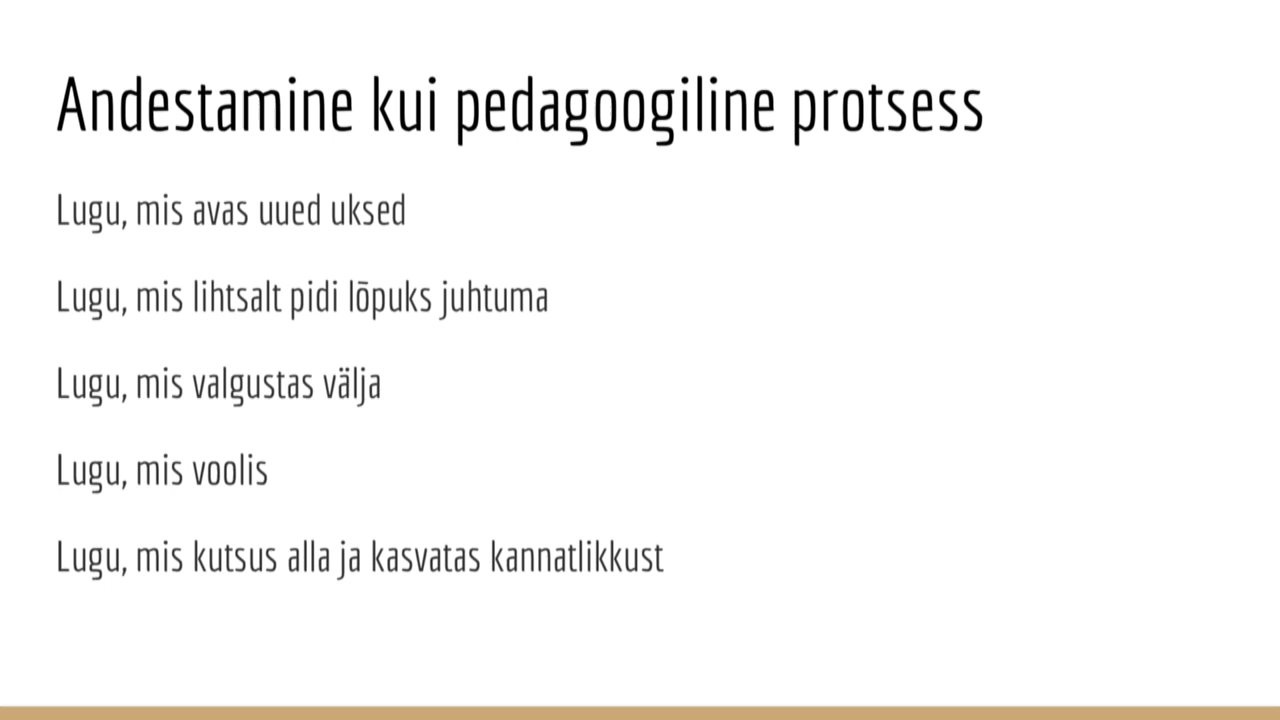 Andestamine kui pedagoogiline protsess
Lugu, mis avas uued uksed
Lugu, mis lihtsalt pidi lõpuks juhtuma
Lugu, mis valgustas välja
Lugu, mis voolis
Lugu, mis kutsus alla ja kasvatas kannatlikkust